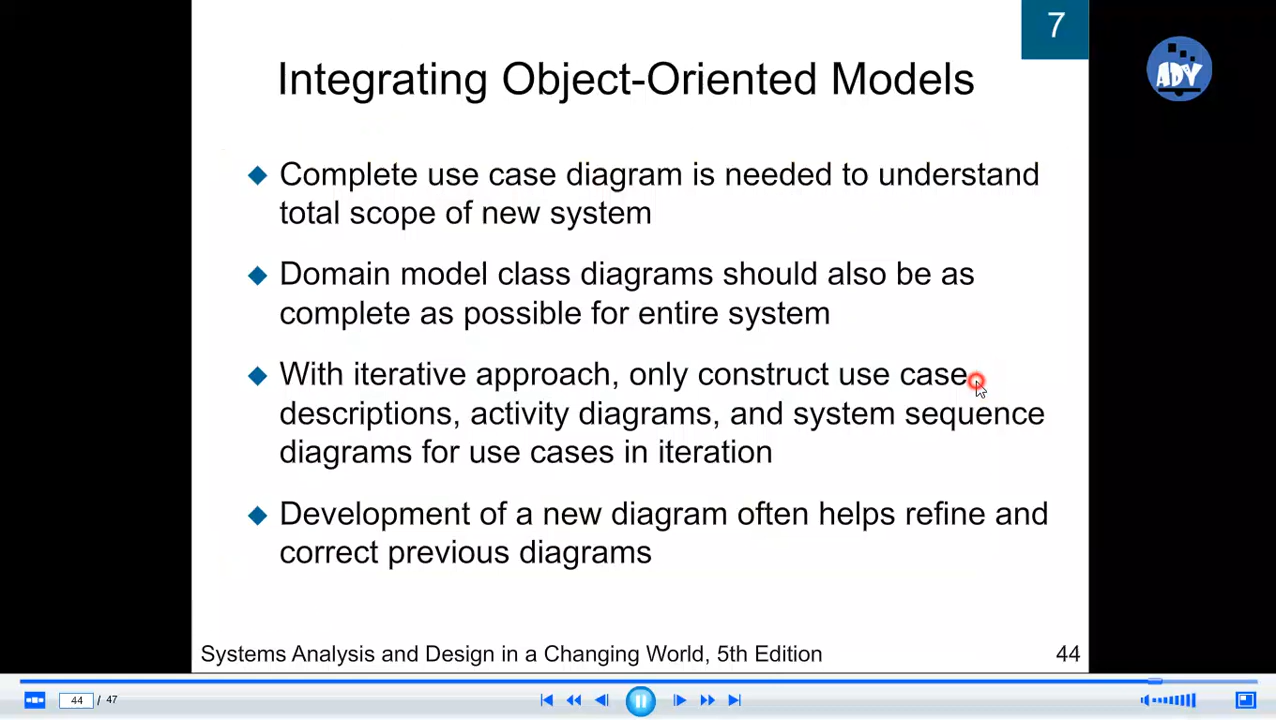 7
ADY
Integrating Object-Oriented Models
Complete use case diagram is needed to understand
total scope of new system
Domain model class diagrams should also be as
complete as possible for entire system
With iterative approach, only construct use case
descriptions, activity diagrams, and system sequence
diagrams for use cases in iteration
Development of a new diagram often helps refine and
correct previous diagrams
Systems Analysis and Design in a Changing World, 5th Edition
44
44 / 47